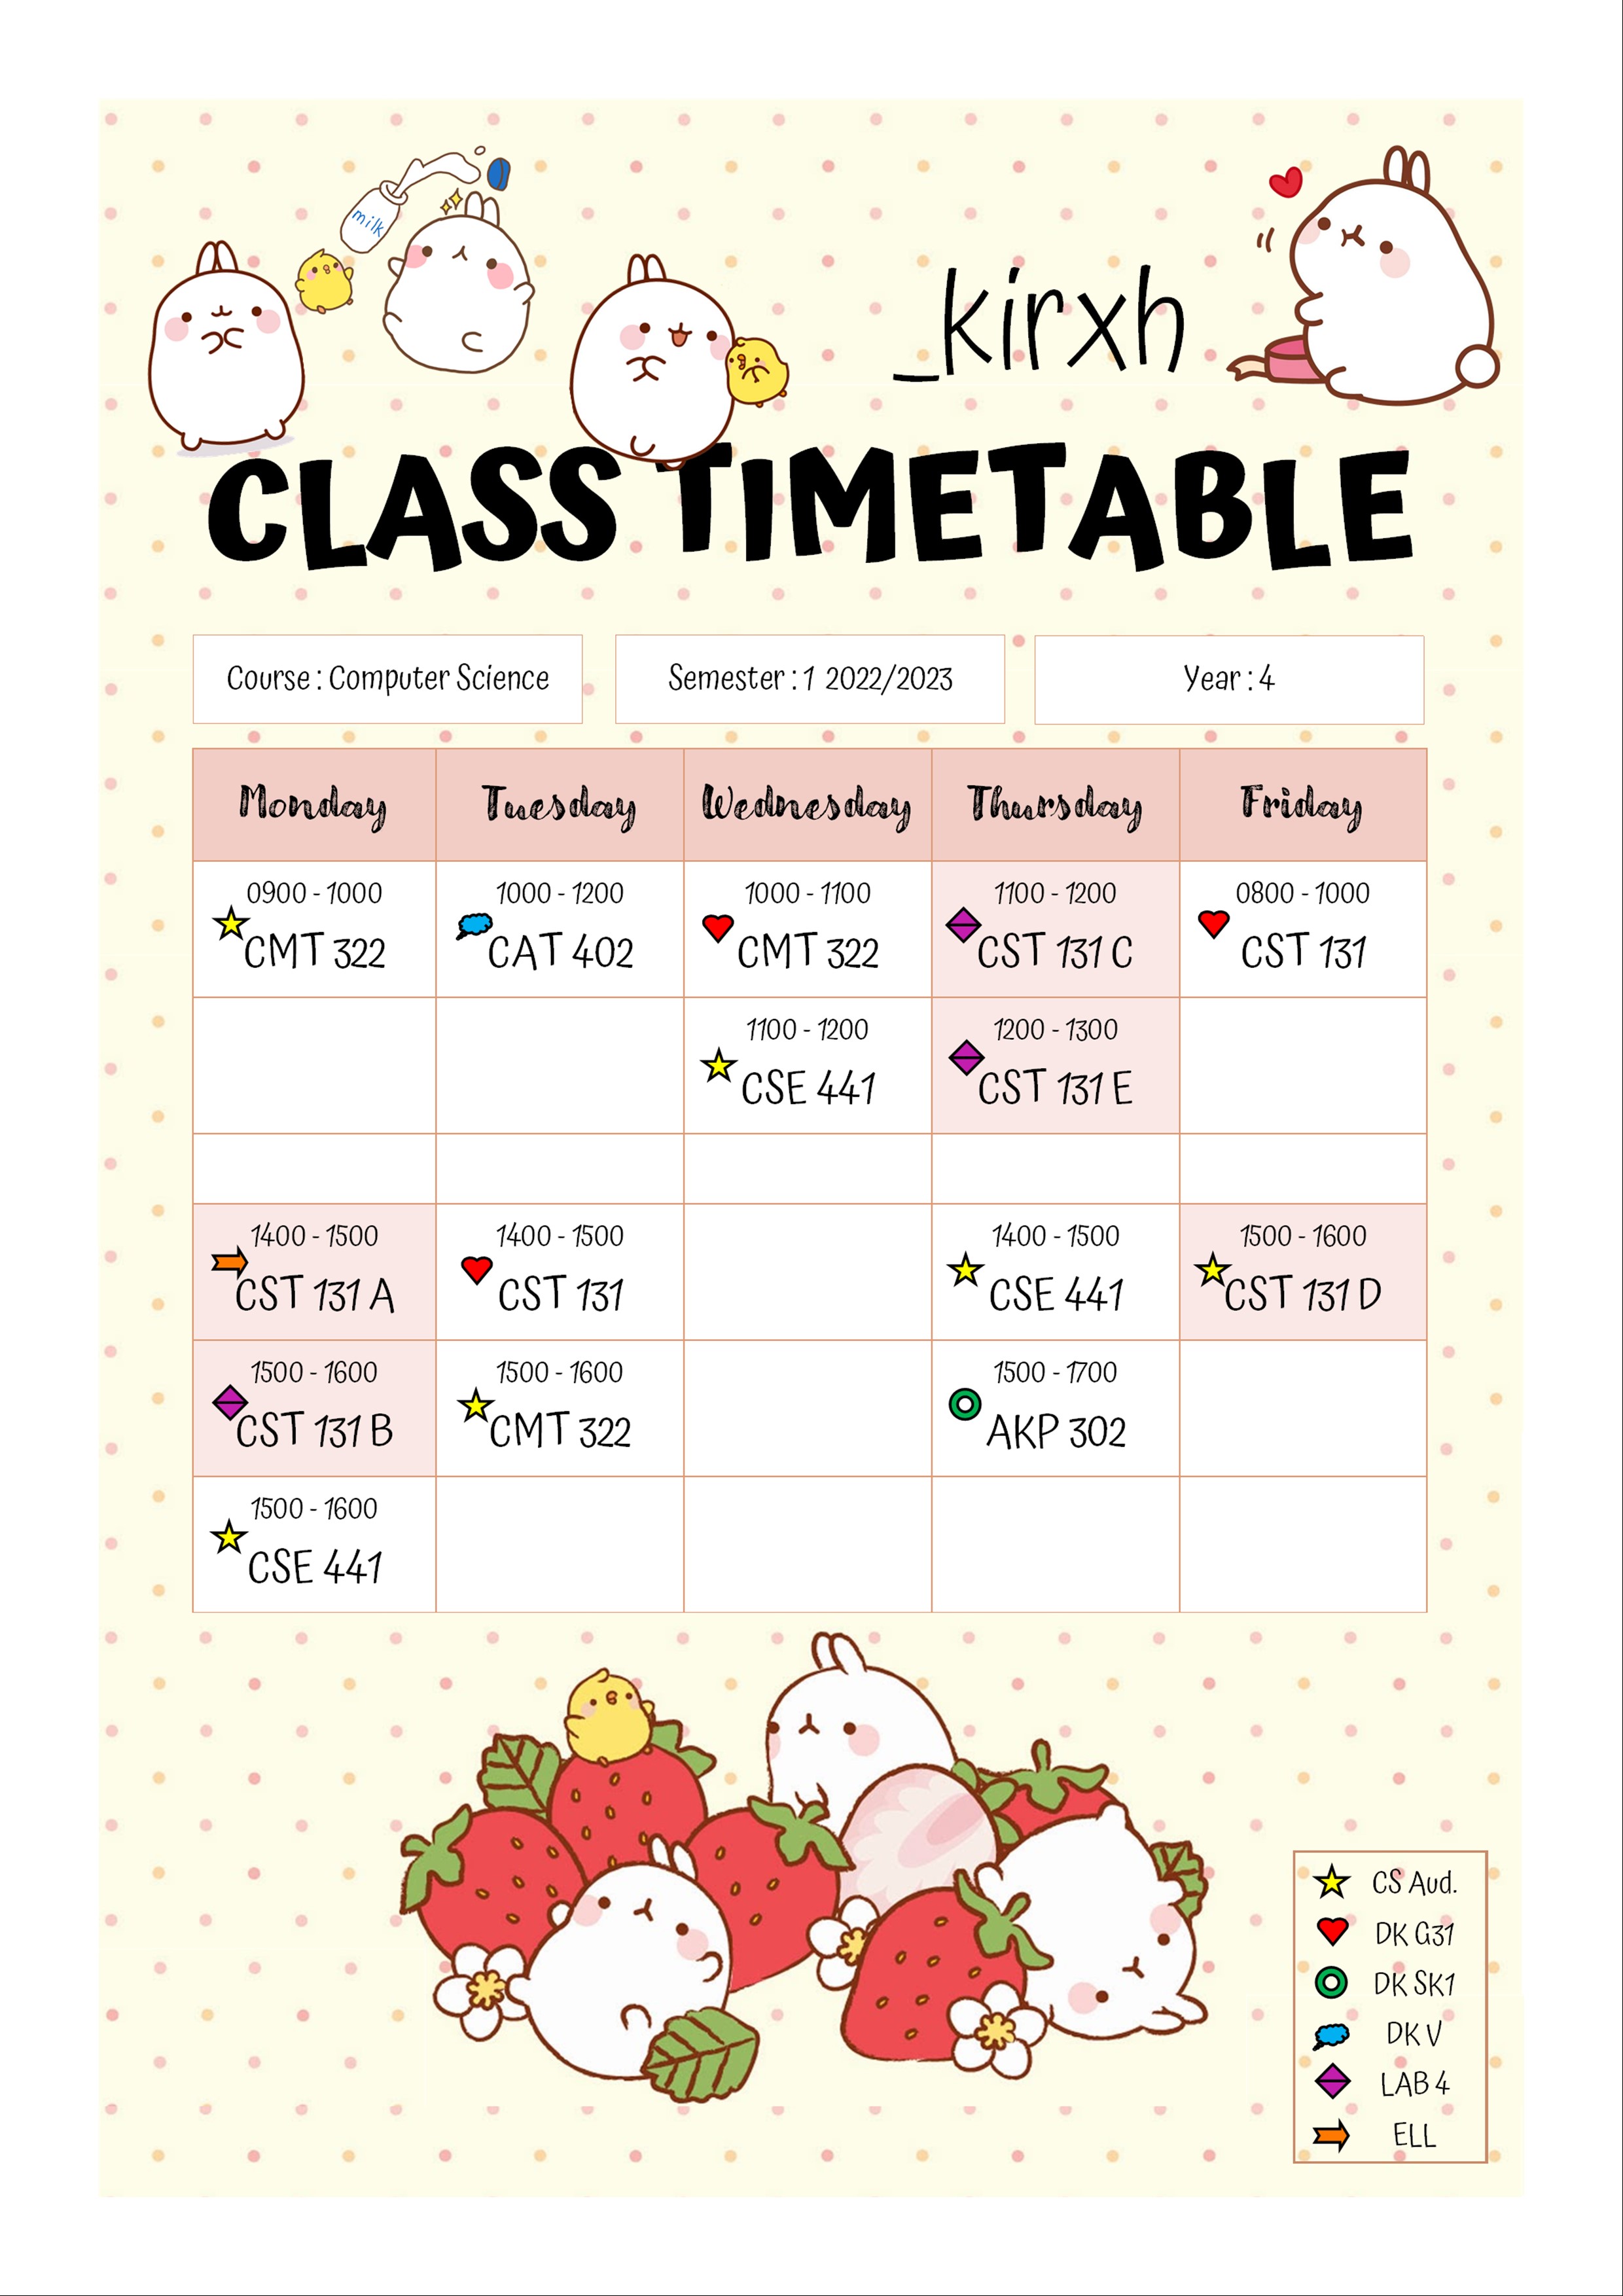 milk
_kirxh
CLASS TIMETABLE
Course : Computer Science
Semester : 1 2022/2023
Year : 4
Monday Tuesday Wednesday Thursday Friday
0900 - 1000 1000 - 1200 1000 - 1100 1100 - 1200 0800 - 1000
CMT 322 CAT 402 CMT 322 CST 131 C CST 131
1100 - 1200 1200 - 1300
CSE 441 CST 131 E
1400 - 1500 1400 - 1500 1400 - 1500 1500 - 1600
CST 131 A CST 131 CSE 441 CST 131 D
1500 - 1600 1500 - 1600 1500 - 1700
CST 131 B CMT 322 AKP 302
1500 - 1600
CSE 441
CS Aud.
DK G31
DK SK1
DK V
LAB 4
ELL